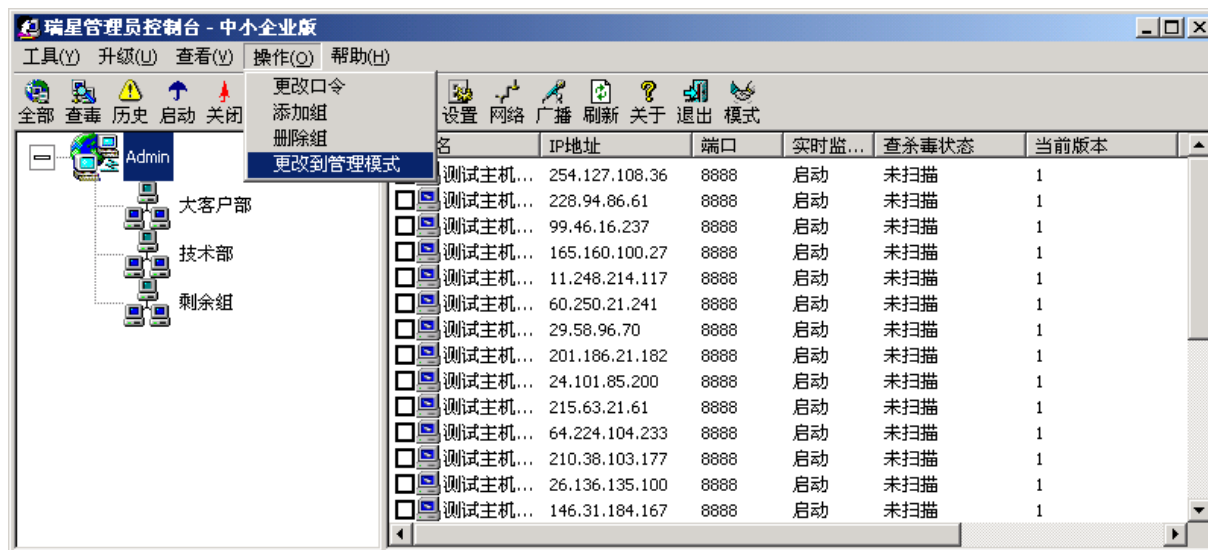 瑞星管理员控制台 - 中小企业版
工具(Y) 升级(U) 查看(V) 操作(O) 帮助(H)
更改口令
添加组
删除组
更改到管理模式
全部 查毒 历史 启动 关闭 设置 网络 广播 刷新 关于 退出 模式
Admin
大客户部
技术部
剩余组
名 IP地址 端口 实时监... 查杀毒状态 当前版本
测试主机... 254.127.108.36 8888 启动 未扫描 1
测试主机... 228.94.86.61 8888 启动 未扫描 1
测试主机... 99.46.16.237 8888 启动 未扫描 1
测试主机... 165.160.100.27 8888 启动 未扫描 1
测试主机... 11.248.214.117 8888 启动 未扫描 1
测试主机... 60.250.21.241 8888 启动 未扫描 1
测试主机... 29.58.96.70 8888 启动 未扫描 1
测试主机... 201.186.21.182 8888 启动 未扫描 1
测试主机... 24.101.85.200 8888 启动 未扫描 1
测试主机... 215.63.21.61 8888 启动 未扫描 1
测试主机... 64.224.104.233 8888 启动 未扫描 1
测试主机... 210.38.103.177 8888 启动 未扫描 1
测试主机... 26.136.135.100 8888 启动 未扫描 1
测试主机... 146.31.184.167 8888 启动 未扫描 1